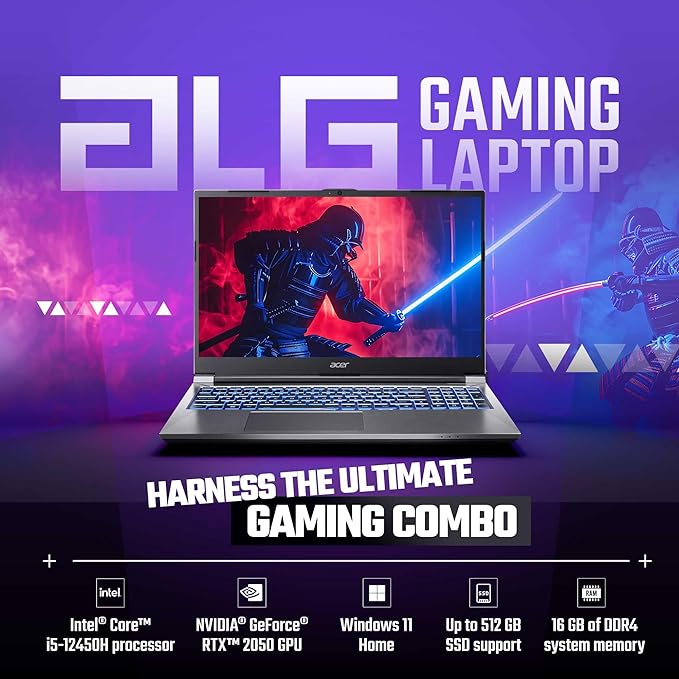 ALG GAMING
LAPTOP
acer
HARNESS THE ULTIMATE
GAMING COMBO
intel
Intel® Core™
i5-12450H processor
NVIDIA® GeForce®
RTX™ 2050 GPU
Windows 11
Home
SSD
Up to 512 GB
SSD support
RAM
16 GB of DDR4
system memory